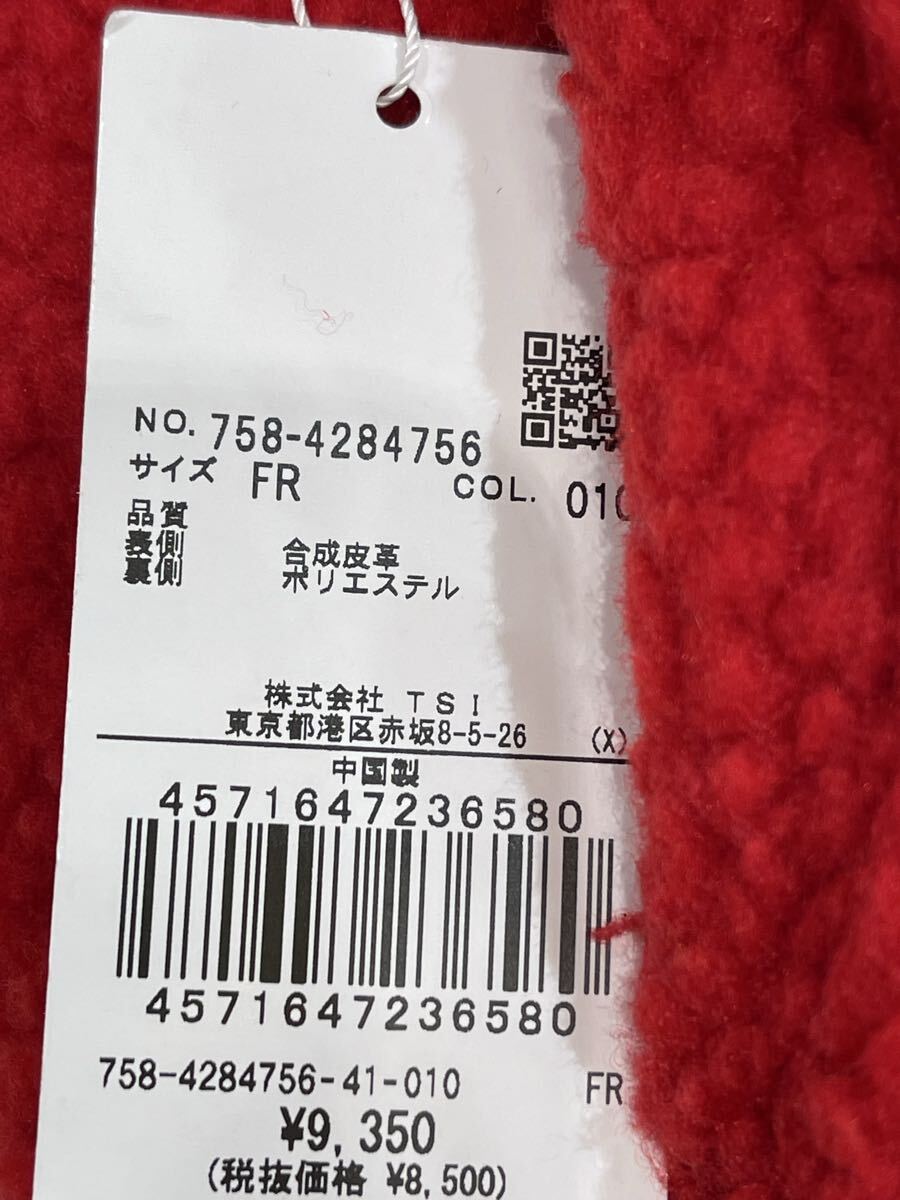 NO. 758-4284756
サイズ FR COL. 010
品質
表側 合成皮革
裏側 ポリエステル
株式会社 TSI
東京都港区赤坂8-5-26 (X)
中国製
4571647236580
4571647236580
758-4284756-41-010 FR
¥9,350
(税抜価格 ¥8,500)